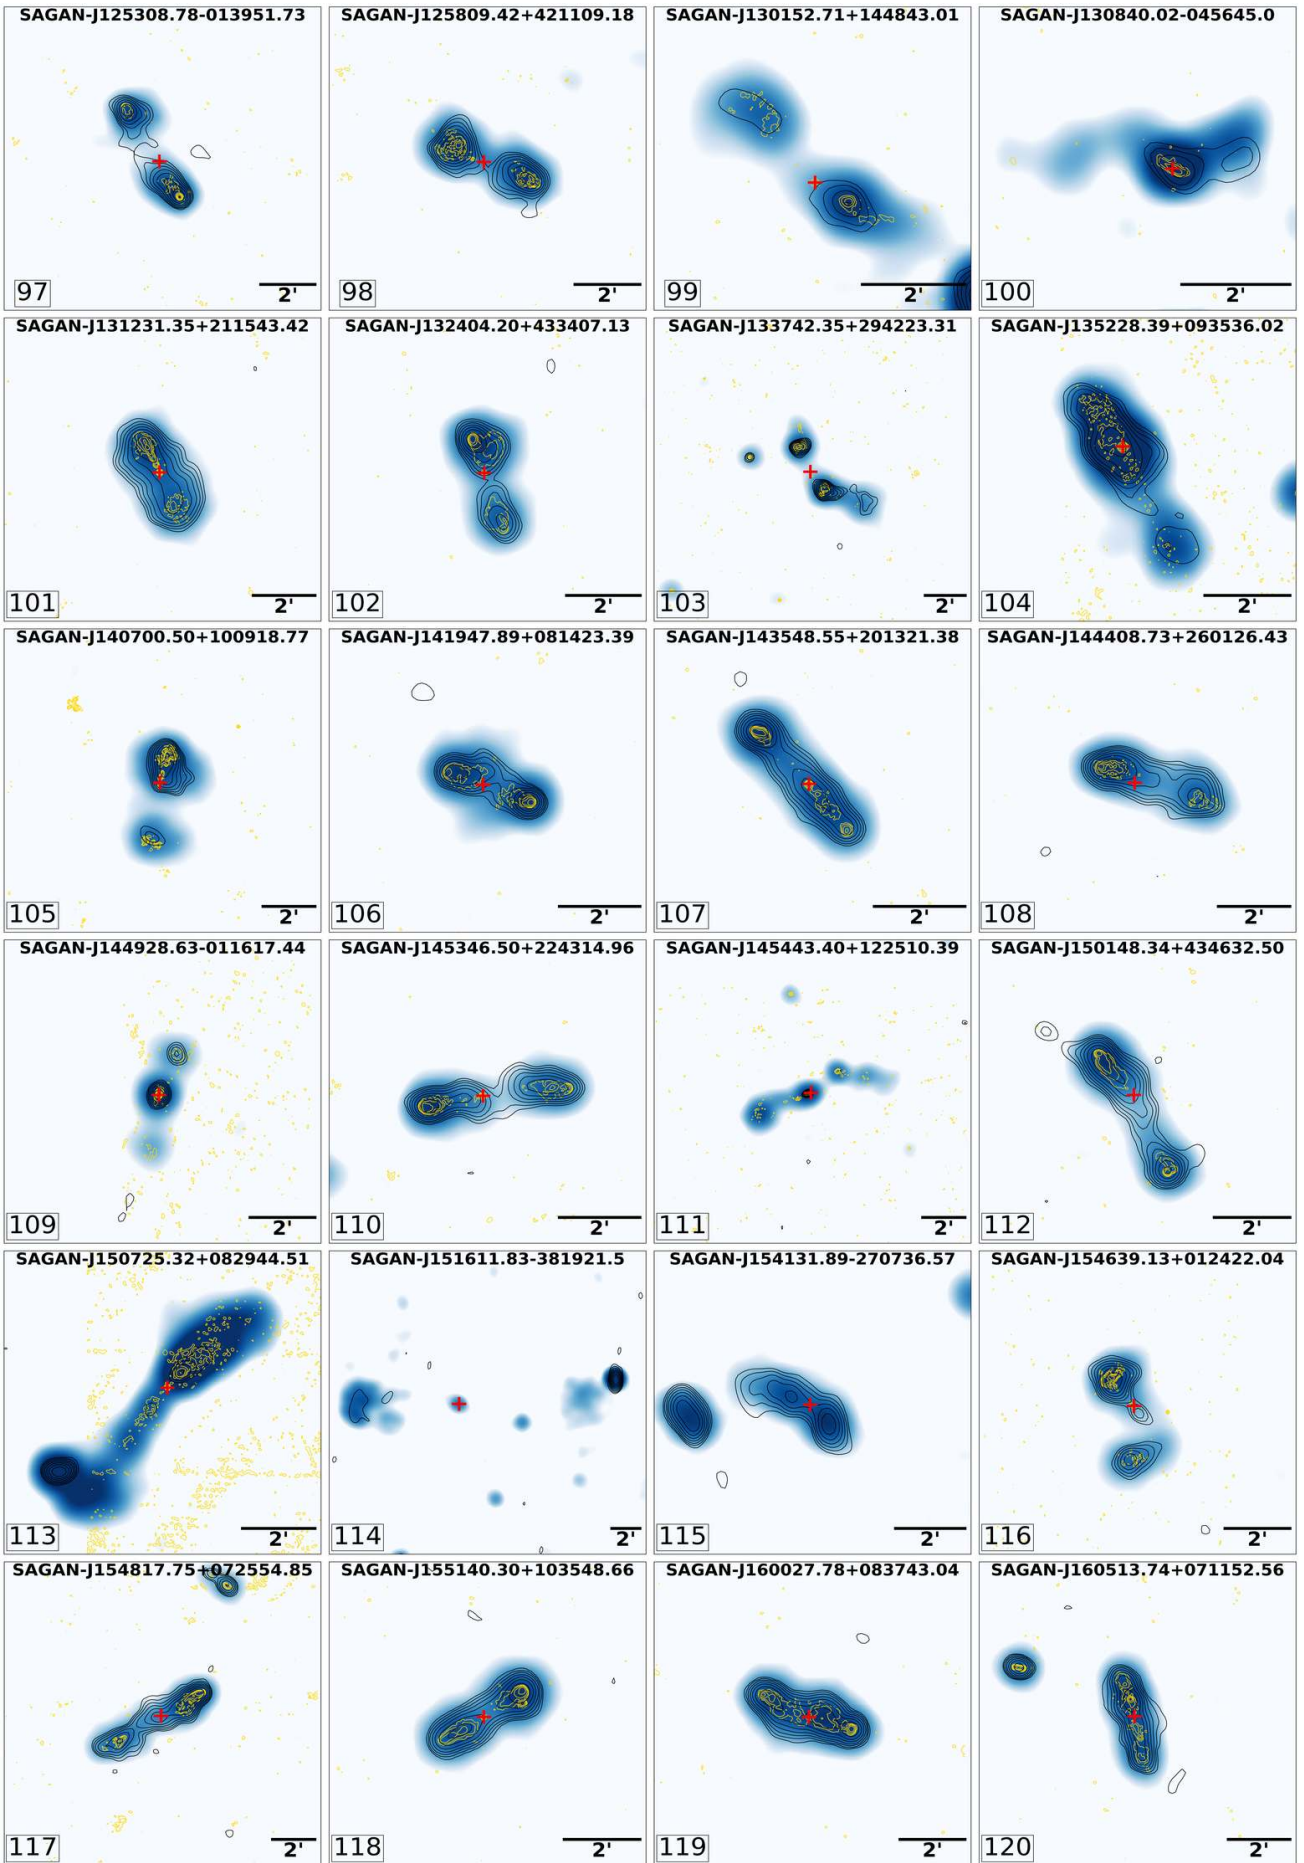 SAGAN-J125308.78-013951.73
SAGAN-J125809.42+421109.18
SAGAN-J130152.71+144843.01
SAGAN-J130840.02-045645.0
97
2'
98
2'
99
2'
100
2'
SAGAN-J131231.35+211543.42
SAGAN-J132404.20+433407.13
SAGAN-J133742.35+294223.31
SAGAN-J135228.39+093536.02
101
2'
102
2'
103
2'
104
2'
SAGAN-J140700.50+100918.77
SAGAN-J141947.89+081423.39
SAGAN-J143548.55+201321.38
SAGAN-J144408.73+260126.43
105
2'
106
2'
107
2'
108
2'
SAGAN-J144928.63-011617.44
SAGAN-J145346.50+224314.96
SAGAN-J145443.40+122510.39
SAGAN-J150148.34+434632.50
109
2'
110
2'
111
2'
112
2'
SAGAN-J150725.32+082944.51
SAGAN-J151611.83-381921.5
SAGAN-J154131.89-270736.57
SAGAN-J154639.13+012422.04
113
2'
114
2'
115
2'
116
2'
SAGAN-J154817.75+072554.85
SAGAN-J155140.30+103548.66
SAGAN-J160027.78+083743.04
SAGAN-J160513.74+071152.56
117
2'
118
2'
119
2'
120
2'